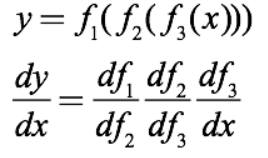 y = f₁(f₂(f₃(x)))
dy/dx = df₁/df₂ df₂/df₃ df₃/dx